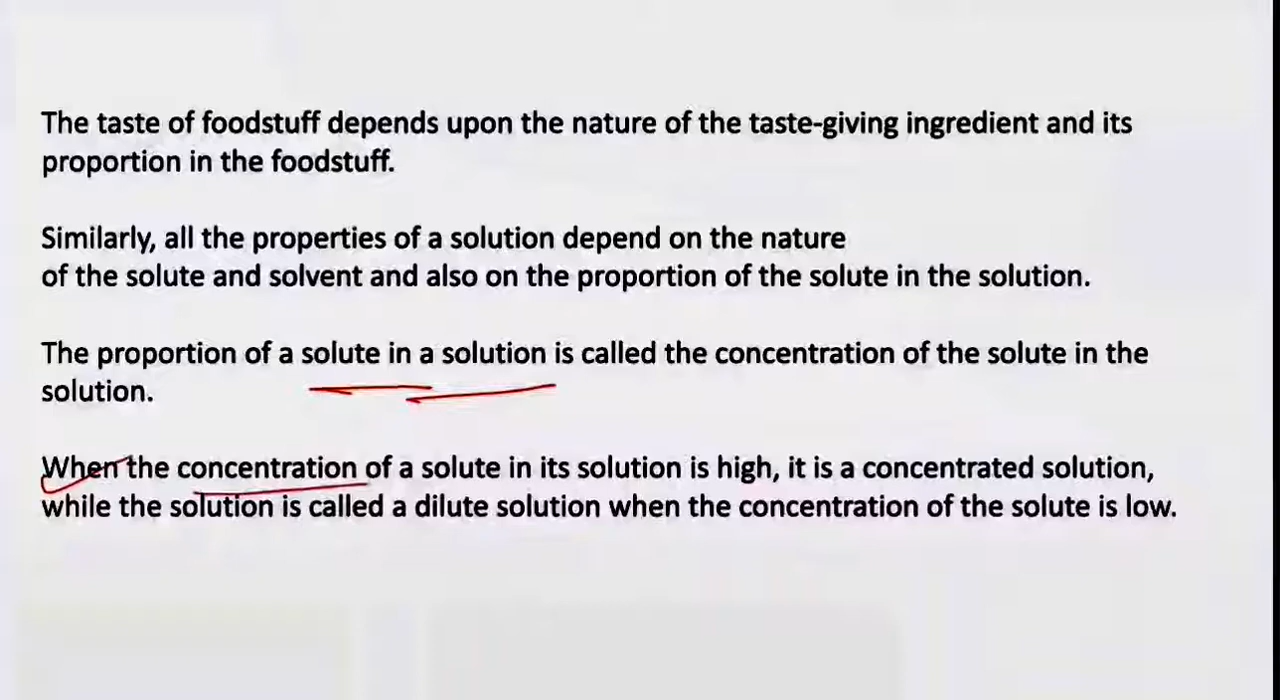 The taste of foodstuff depends upon the nature of the taste-giving ingredient and its
proportion in the foodstuff.
Similarly, all the properties of a solution depend on the nature
of the solute and solvent and also on the proportion of the solute in the solution.
The proportion of a solute in a solution is called the concentration of the solute in the
solution.
When the concentration of a solute in its solution is high, it is a concentrated solution,
while the solution is called a dilute solution when the concentration of the solute is low.